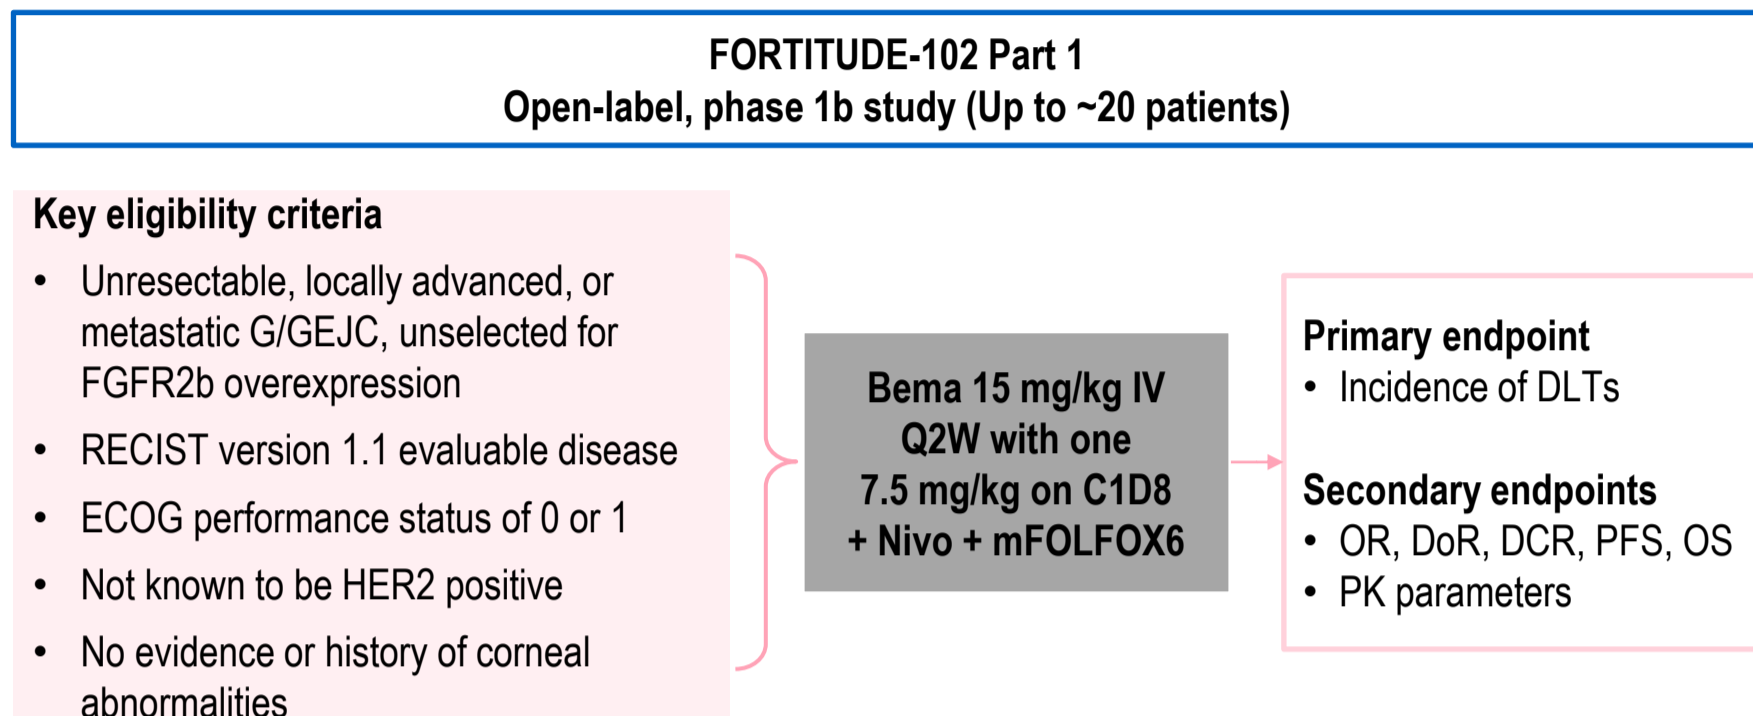 FORTITUDE-102 Part 1
Open-label, phase 1b study (Up to ~20 patients)
Key eligibility criteria
• Unresectable, locally advanced, or
metastatic G/GEJC, unselected for
FGFR2b overexpression
• RECIST version 1.1 evaluable disease
• ECOG performance status of 0 or 1
• Not known to be HER2 positive
• No evidence or history of corneal
abnormalities
Bema 15 mg/kg IV
Q2W with one
7.5 mg/kg on C1D8
+ Nivo + mFOLFOX6
Primary endpoint
• Incidence of DLTs
Secondary endpoints
• OR, DoR, DCR, PFS, OS
• PK parameters